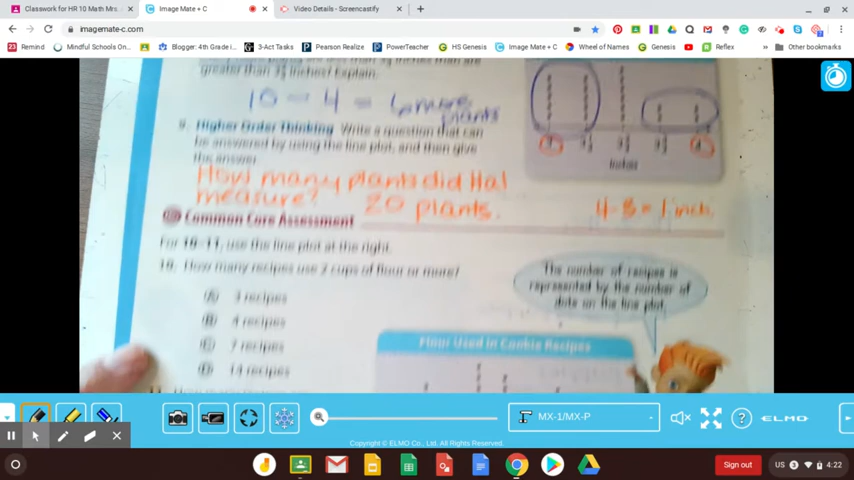 Classwork for HR 10 Math Mrs.
Image Mate + C
Video Details - Screencastify
imagemate-c.com
23 Remind
Mindful Schools On...
Blogger: 4th Grade i...
3-Act Tasks
Pearson Realize
PowerTeacher
HS Genesis
Image Mate + C
Wheel of Names
Genesis
Reflex
Other bookmarks
greater than
inches? Explain.
10 - 4 = 6 more plants
9. Higher Order Thinking Write a question that can
be answered by using the line plot, and then give
the answer.
How many plants did Hal
measure? 20 plants.
4-3=1 inch.
Inches
Common Core Assessment
For 10-11, use the line plot at the right.
10. How many recipes use 2 cups of flour or more?
A 3 recipes
B 4 recipes
C 7 recipes
D 14 recipes
The number of recipes is
represented by the number of
dots on the line plot.
Flour Used in Cookie Recipes
MX-1/MX-P
ELMO
Copyright © ELMO Co., Ltd. All Rights Reserved.
Sign out
US
3
4:22